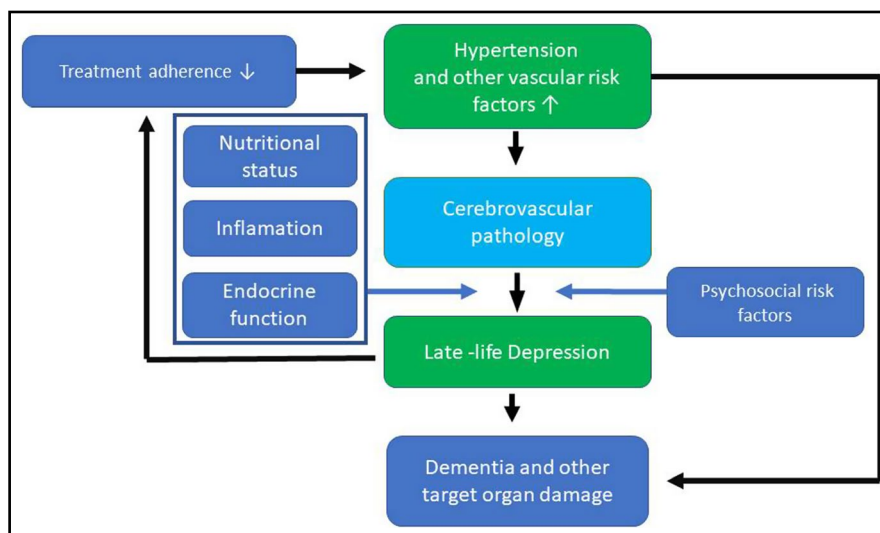 Treatment adherence ↓
Hypertension
and other vascular risk
factors ↑
Nutritional
status
Inflamation
Endocrine
function
Cerebrovascular
pathology
Psychosocial risk
factors
Late -life Depression
Dementia and other
target organ damage